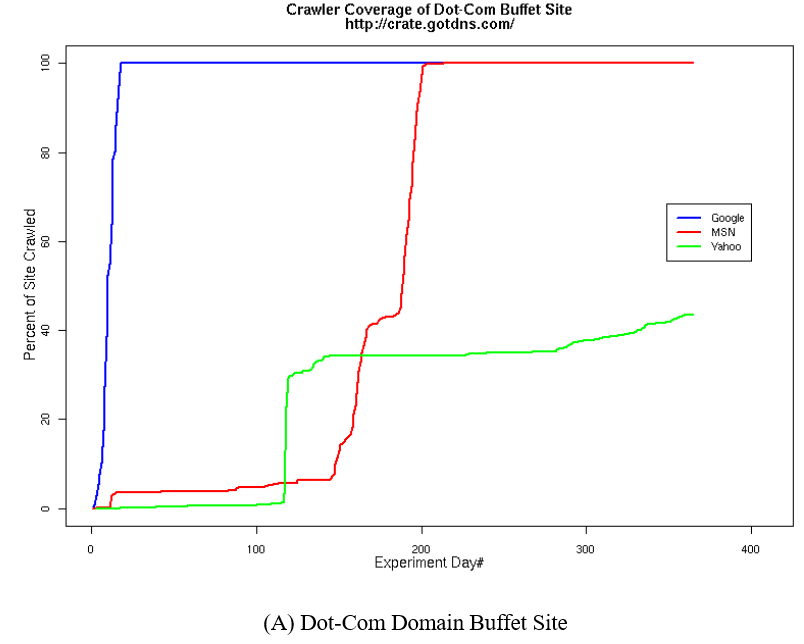 Crawler Coverage of Dot-Com Buffet Site
http://crate.gotdns.com/
Percent of Site Crawled
100
80
60
40
20
0
Google
MSN
Yahoo
0 100 200 300 400
Experiment Day#
(A) Dot-Com Domain Buffet Site